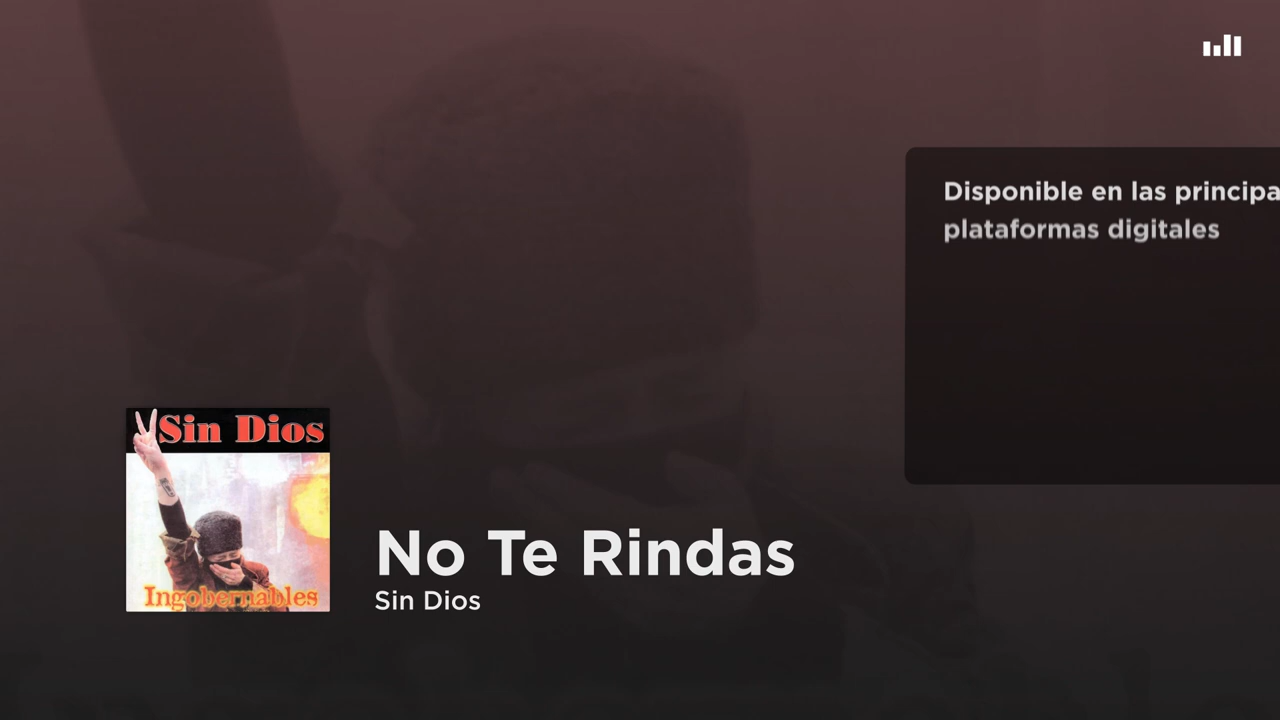 Disponible en las principa
plataformas digitales
Sin Dios
Ingobernables
No Te Rindas
Sin Dios